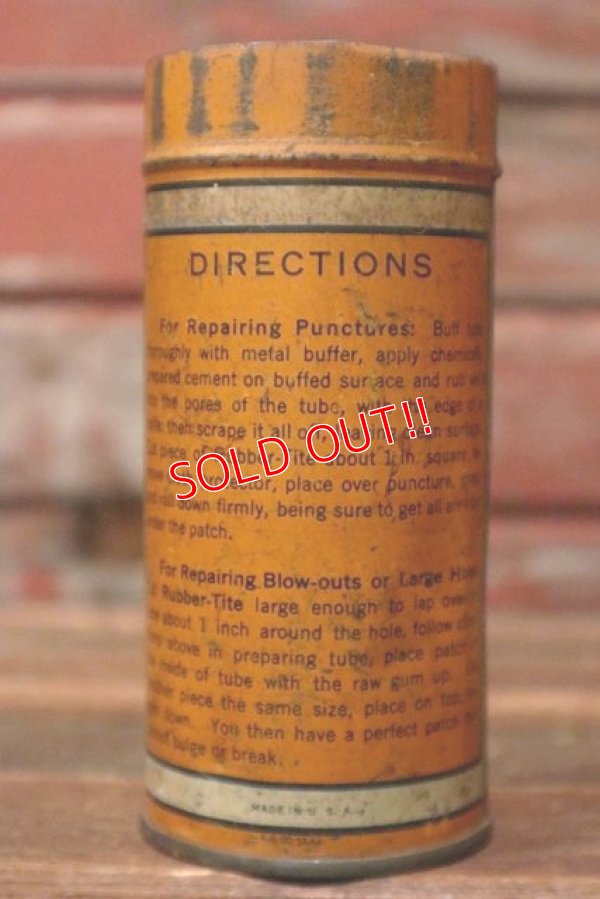 DIRECTIONS
For Repairing Punctures: Buff
with metal buffer, apply
cement on buffed surface and rub
the pores of the tube, with edge of
then scrape it all
piece of Rubber-Tite about 1 in. square,
place over puncture,
down firmly, being sure to get all
the patch.
SOLD OUT!!
For Repairing Blow-outs or Large
Rubber-Tite large enough to lap over
about 1 inch around the hole, follow
above in preparing tube, place patch
inside of tube with the raw gum up.
piece the same size, place on top,
down. You then have a perfect patch
bulge or break.
MADE IN U. S. A.